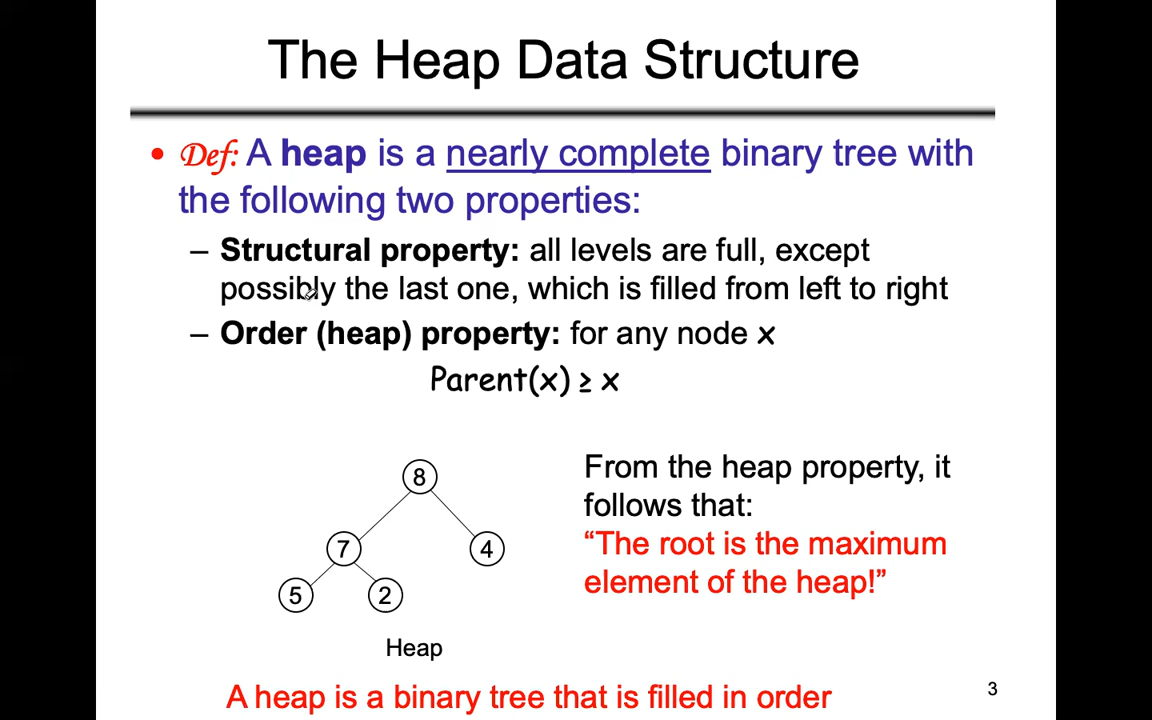 The Heap Data Structure
• Def: A heap is a nearly complete binary tree with
the following two properties:
– Structural property: all levels are full, except
possibly the last one, which is filled from left to right
– Order (heap) property: for any node x
Parent(x) ≥ x
From the heap property, it
follows that:
“The root is the maximum
element of the heap!”
8
7
4
5
2
Heap
A heap is a binary tree that is filled in order
3